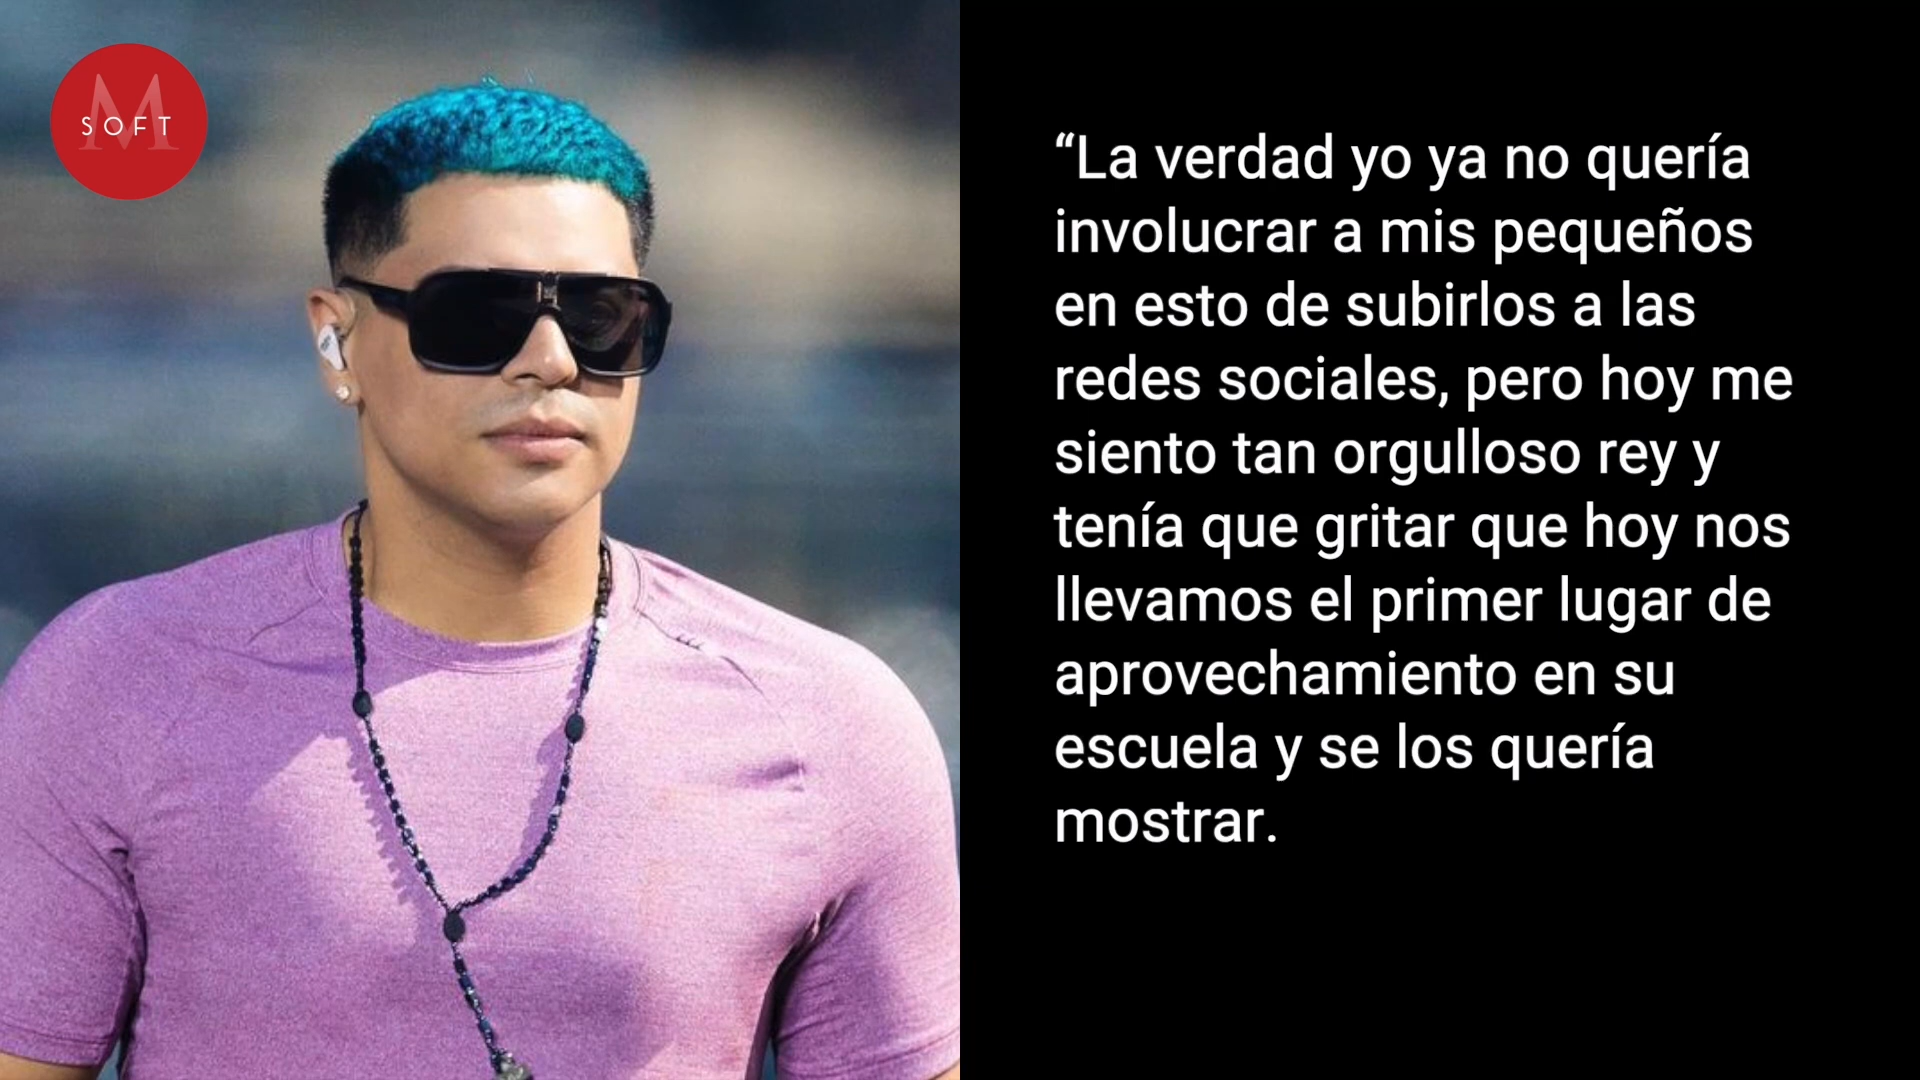 M
SOFT
“La verdad yo ya no quería
involucrar a mis pequeños
en esto de subirlos a las
redes sociales, pero hoy me
siento tan orgulloso rey y
tenía que gritar que hoy nos
llevamos el primer lugar de
aprovechamiento en su
escuela y se los quería
mostrar.